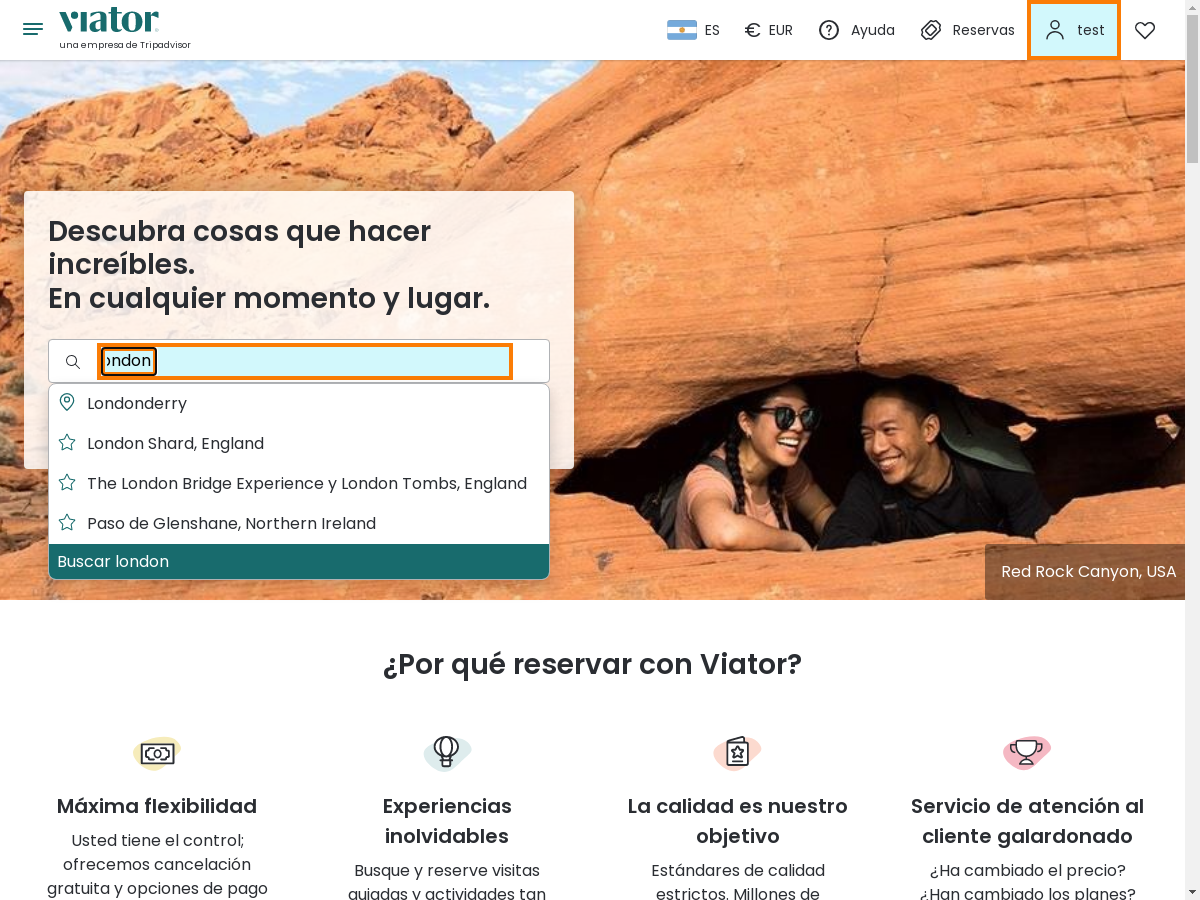 viator
una empresa de Tripadvisor
ES
EUR
Ayuda
Reservas
test
Descubra cosas que hacer
increíbles.
En cualquier momento y lugar.
ondon
Londonderry
London Shard, England
The London Bridge Experience y London Tombs, England
Paso de Glenshane, Northern Ireland
Buscar london
Red Rock Canyon, USA
¿Por qué reservar con Viator?
Máxima flexibilidad
Usted tiene el control;
ofrecemos cancelación
gratuita y opciones de pago
Experiencias
inolvidables
Busque y reserve visitas
guiadas y actividades tan
La calidad es nuestro
objetivo
Estándares de calidad
estrictos. Millones de
Servicio de atención al
cliente galardonado
¿Ha cambiado el precio?
¿Han cambiado los planes?